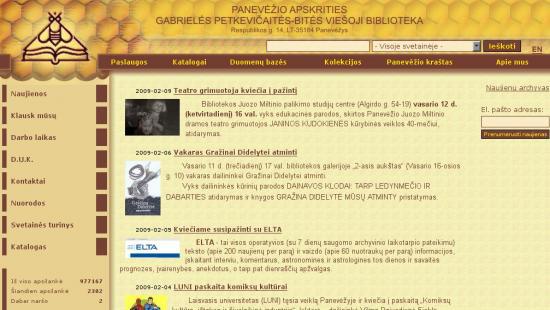 PANEVĖŽIO APSKRITIES
GABRIELĖS PETKEVIČAITĖS-BITĖS VIEŠOJI BIBLIOTEKA
Respublikos g. 14, LT-35184 Panevėžys
- Visoje svetainėje -
Ieškoti
EN
Paslaugos Katalogai Duomenų bazės Kolekcijos Panevėžio kraštas Apie mus
Naujienos
Klausk mūsų
Darbo laikas
D.U.K.
Kontaktai
Nuorodos
Svetainės turinys
Katalogas
Iš viso apsilankė 977167
Šiandien apsilankė 2382
Dabar naršo 2
2009-02-09 Teatro grimuotoja kviečia į pažintį
Bibliotekos Juozo Miltinio palikimo studijų centre (Algirdo g. 54-19) vasario 12 d.
(ketvirtadienį) 16 val. vyks edukacinės parodos, skirtos Panevėžio Juozo Miltinio
dramos teatro grimuotojos JANINOS KUDOKIENĖS kūrybinės veiklos 40-mečiui,
atidarymas.
2009-02-06 Vakaras Gražinai Didelytei atminti
Vasario 11 d. (trečiadienį) 17 val. bibliotekos galerijoje „2-asis aukštas" (Vasario 16-osios
g. 10) vakaras dailininkei Gražinai Didelytei atminti.
Vyks dailininkės kūrinių parodos DAINAVOS KLODAI: TARP LEDYNMEČIO IR
DABARTIES atidarymas ir knygos GRAŽINA DIDELYTĖ MŪSŲ ATMINTY pristatymas.
2009-02-05 Kviečiame susipažinti su ELTA
ELTA
ELTA - tai visos operatyvios (su 7 dienų saugomo archyvinio laikotarpio pateikimu)
teksto (apie 200 naujienų per parą) ir vaizdo (apie 60 nuotraukų per parą) informacijos,
įskaitant interviu, komentarus, astronomines ir astrologines tos dienos ir savaitės
prognozes, įvairenybes, anekdotus, o taip pat dienraščių apžvalgas.
2009-02-04 LUNI paskaita komiksų kultūrai
Laisvasis universitetas (LUNI) tęsia veiklą Panevėžyje ir kviečia į paskaitą „Komiksų
Naujienų archyvas
El. pašto adresas:
Prenumeruoti naujienas